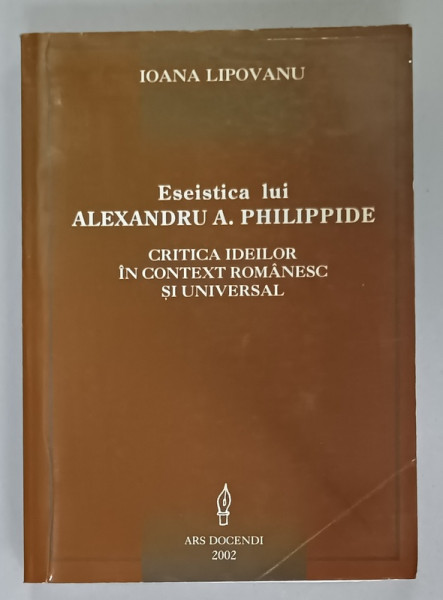 IOANA LIPOVANU
Eseistica lui
ALEXANDRU A. PHILIPPIDE
CRITICA IDEILOR
ÎN CONTEXT ROMÂNESC
ȘI UNIVERSAL
ARS DOCENDI
2002